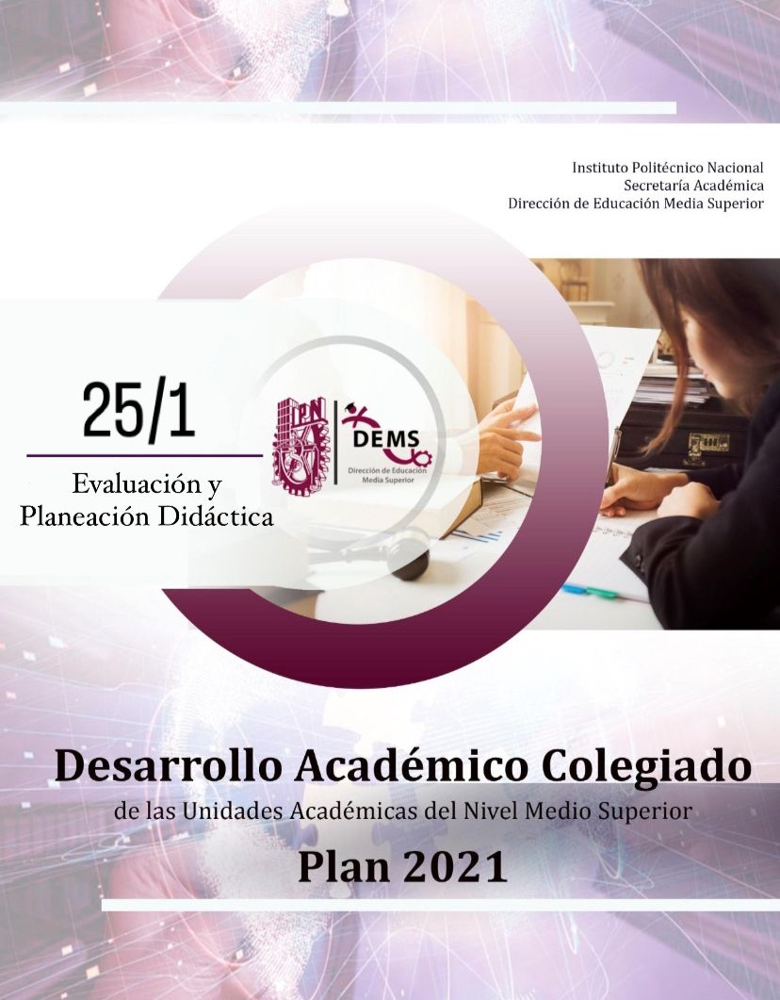 Instituto Politécnico Nacional
Secretaría Académica
Dirección de Educación Media Superior
25/1
Evaluación y
Planeación Didáctica
IPN
DEMS
Dirección de Educación
Media Superior
Desarrollo Académico Colegiado
de las Unidades Académicas del Nivel Medio Superior
Plan 2021